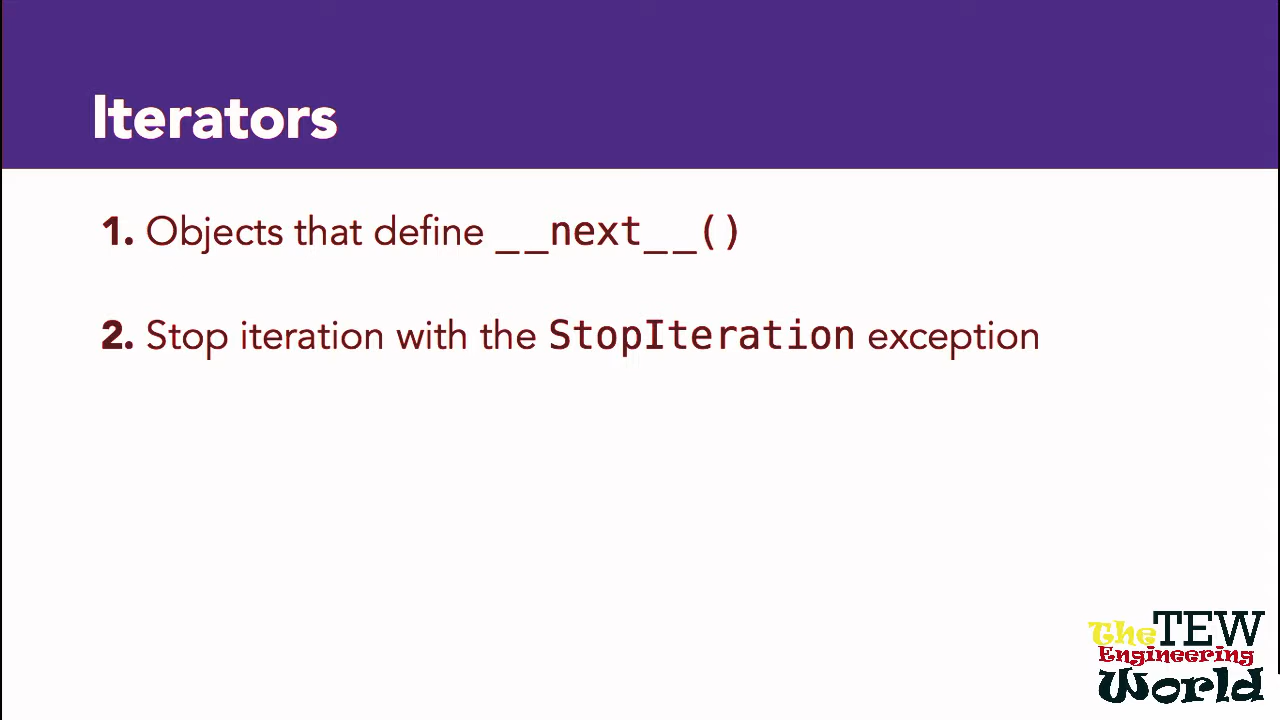 Iterators
1. Objects that define __next__()
2. Stop iteration with the StopIteration exception
The TEW
Engineering
World